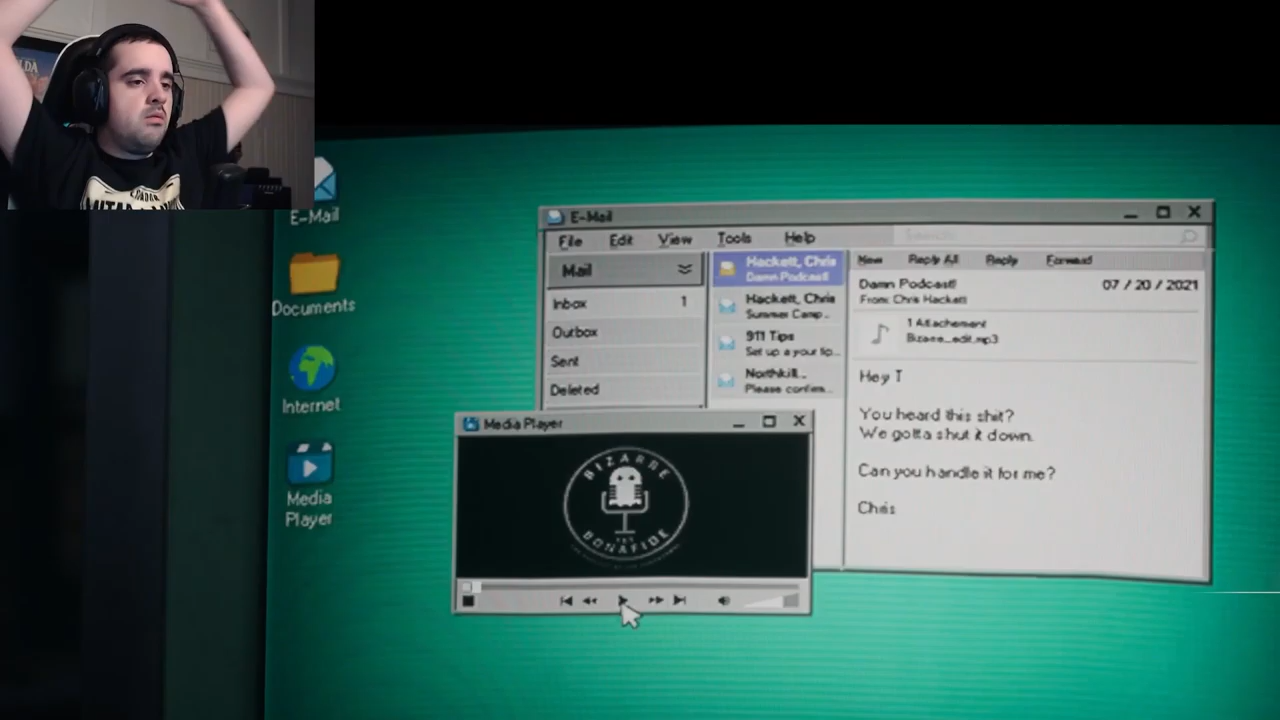 LDA
E-Mail
Documents
Internet
Media
Player
E-Mail
File Edit View Tools Help
Search
Mail
Inbox 1
Outbox
Sent
Deleted
Hackett, Chris
Damn Podcast!
Hackett, Chris
Summer Camp..
911 Tips
Set up a your tip...
Northkill...
Please confirm...
New Reply All Reply Forward
Damn Podcast! 07 / 20 / 2021
From: Chris Hackett
1 Attachement
Bizarre_edit.mp3
Hey T
You heard this shit?
We gotta shut it down.
Can you handle it for me?
Chris
Media Player
BIZARRE
YET
BONAFIDE